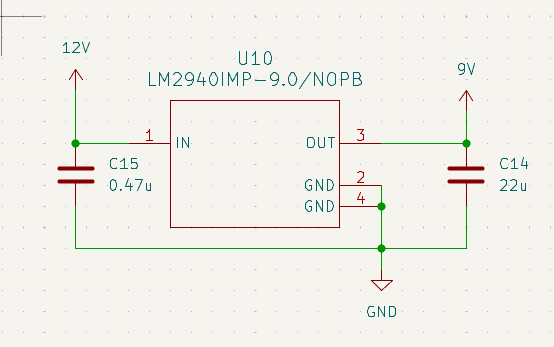 12V
U10
LM2940IMP-9.0/NOPB
9V
1
IN
OUT
3
C15
0.47u
C14
22u
GND
2
GND
4
GND